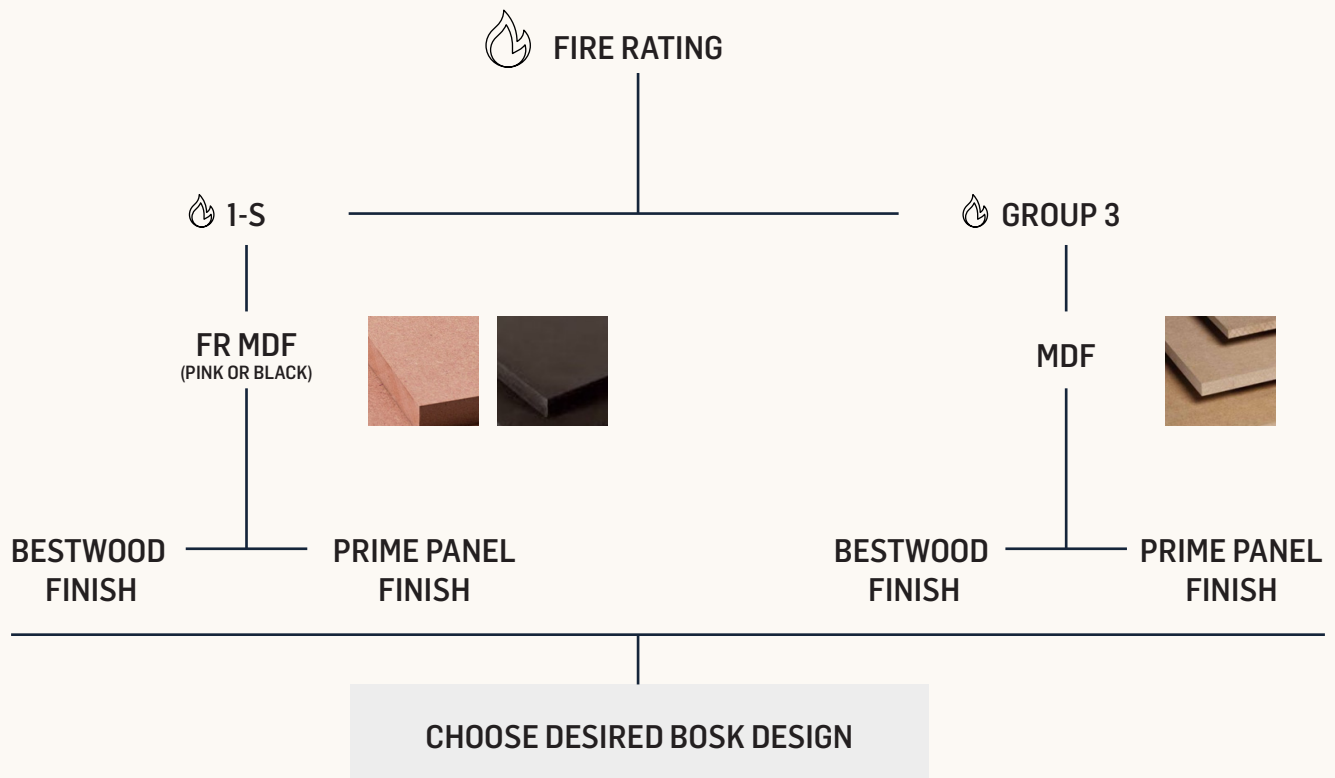 FIRE RATING
1-S
GROUP 3
FR MDF
(PINK OR BLACK)
MDF
BESTWOOD
FINISH
PRIME PANEL
FINISH
BESTWOOD
FINISH
PRIME PANEL
FINISH
CHOOSE DESIRED BOSK DESIGN